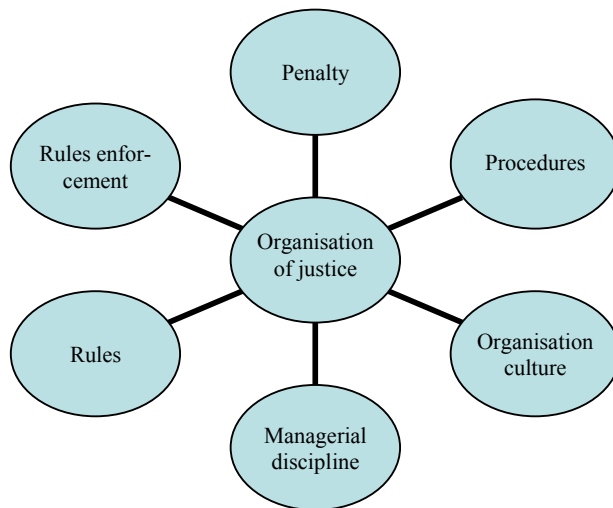 Penalty
Rules enfor-
cement
Procedures
Organisation
of justice
Rules
Organisation
culture
Managerial
discipline